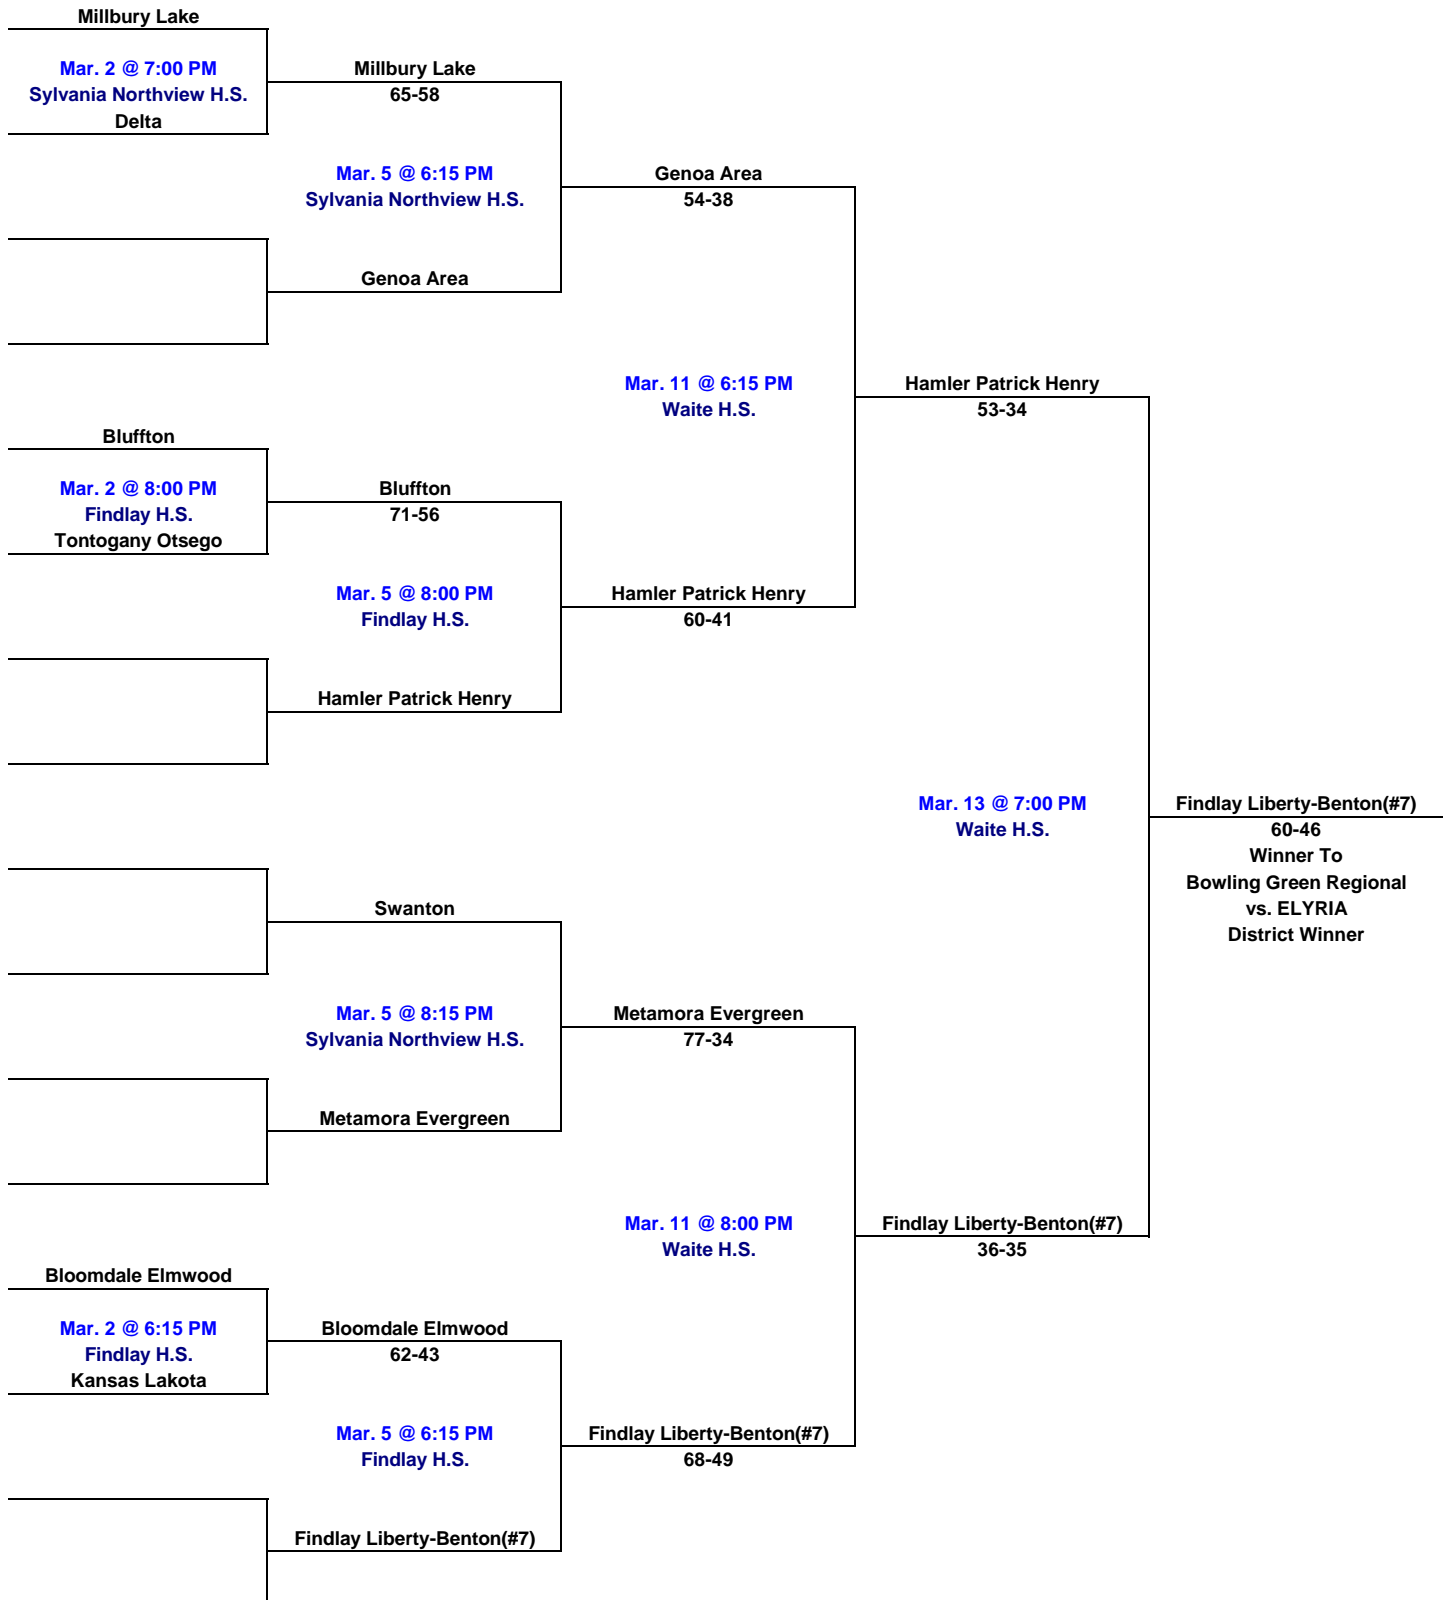 Millbury Lake
Mar. 2 @ 7:00 PM
Sylvania Northview H.S.
Delta
Millbury Lake
65-58
Mar. 5 @ 6:15 PM
Sylvania Northview H.S.
Genoa Area
54-38
Genoa Area
Mar. 11 @ 6:15 PM
Waite H.S.
Hamler Patrick Henry
53-34
Bluffton
Mar. 2 @ 8:00 PM
Findlay H.S.
Tontogany Otsego
Bluffton
71-56
Mar. 5 @ 8:00 PM
Findlay H.S.
Hamler Patrick Henry
60-41
Hamler Patrick Henry
Mar. 13 @ 7:00 PM
Waite H.S.
Findlay Liberty-Benton(#7)
60-46
Winner To
Bowling Green Regional
vs. ELYRIA
District Winner
Swanton
Mar. 5 @ 8:15 PM
Sylvania Northview H.S.
Metamora Evergreen
77-34
Metamora Evergreen
Mar. 11 @ 8:00 PM
Waite H.S.
Findlay Liberty-Benton(#7)
36-35
Bloomdale Elmwood
Mar. 2 @ 6:15 PM
Findlay H.S.
Kansas Lakota
Bloomdale Elmwood
62-43
Mar. 5 @ 6:15 PM
Findlay H.S.
Findlay Liberty-Benton(#7)
68-49
Findlay Liberty-Benton(#7)